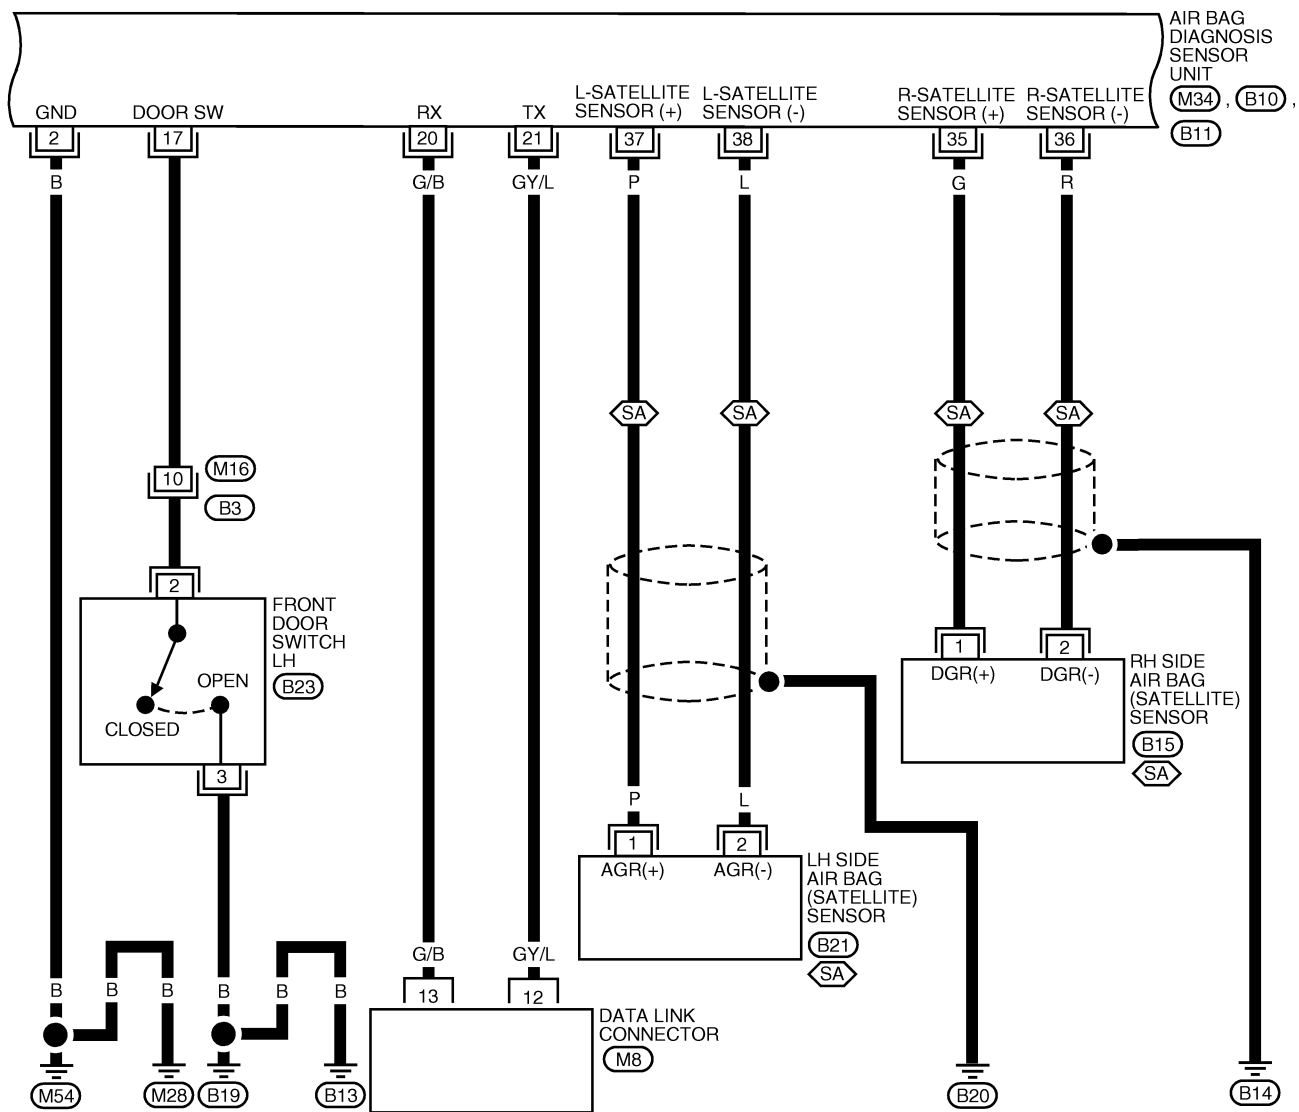 AIR BAG
DIAGNOSIS
SENSOR
UNIT
M34 , B10 ,
B11
GND
DOOR SW
RX
TX
L-SATELLITE
SENSOR (+)
L-SATELLITE
SENSOR (-)
R-SATELLITE
SENSOR (+)
R-SATELLITE
SENSOR (-)
2
17
20
21
37
38
35
36
B
G/B
GY/L
P
L
G
R
SA
SA
SA
SA
10
M16
B3
2
FRONT
DOOR
SWITCH
LH
B23
OPEN
CLOSED
3
1
2
DGR(+)
DGR(-)
RH SIDE
AIR BAG
(SATELLITE)
SENSOR
B15
SA
P
L
1
2
AGR(+)
AGR(-)
LH SIDE
AIR BAG
(SATELLITE)
SENSOR
B21
SA
G/B
GY/L
B
B
B
B
B
B
13
12
DATA LINK
CONNECTOR
M8
M54
M28
B19
B13
B20
B14